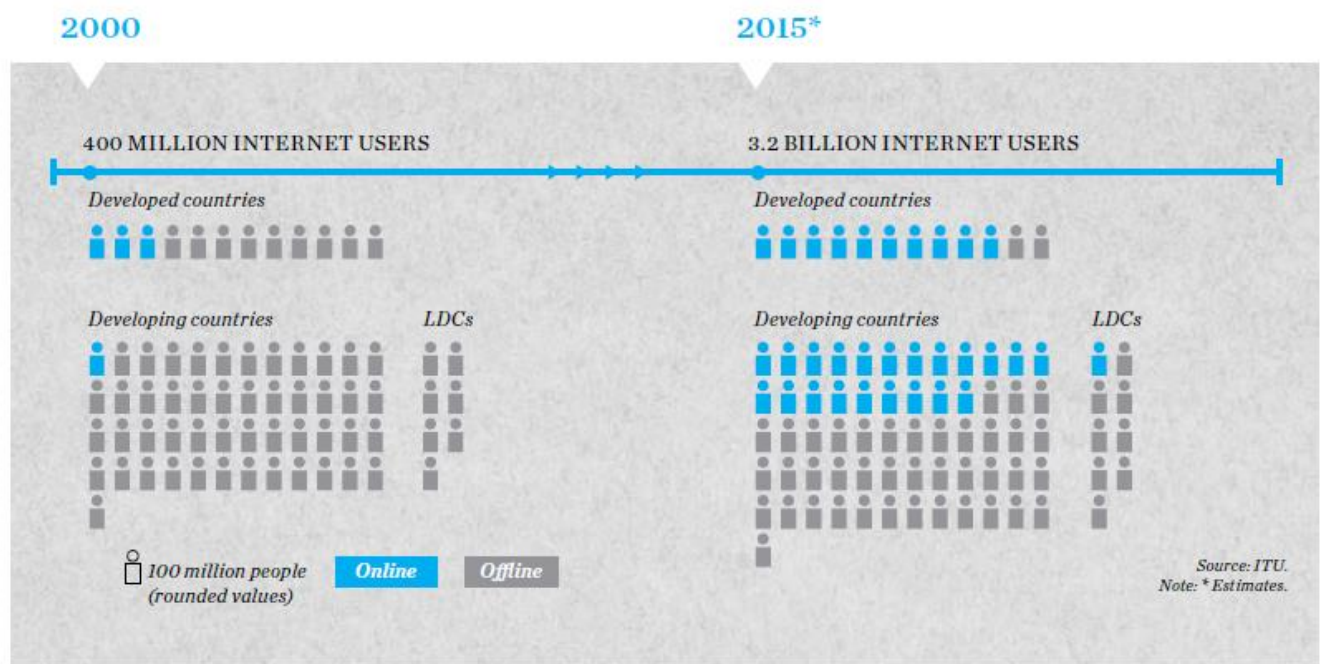 2000
2015*
400 MILLION INTERNET USERS
3.2 BILLION INTERNET USERS
Developed countries
Developed countries
Developing countries
LDCs
Developing countries
LDCs
100 million people
(rounded values)
Online
Offline
Source: ITU.
Note: * Estimates.